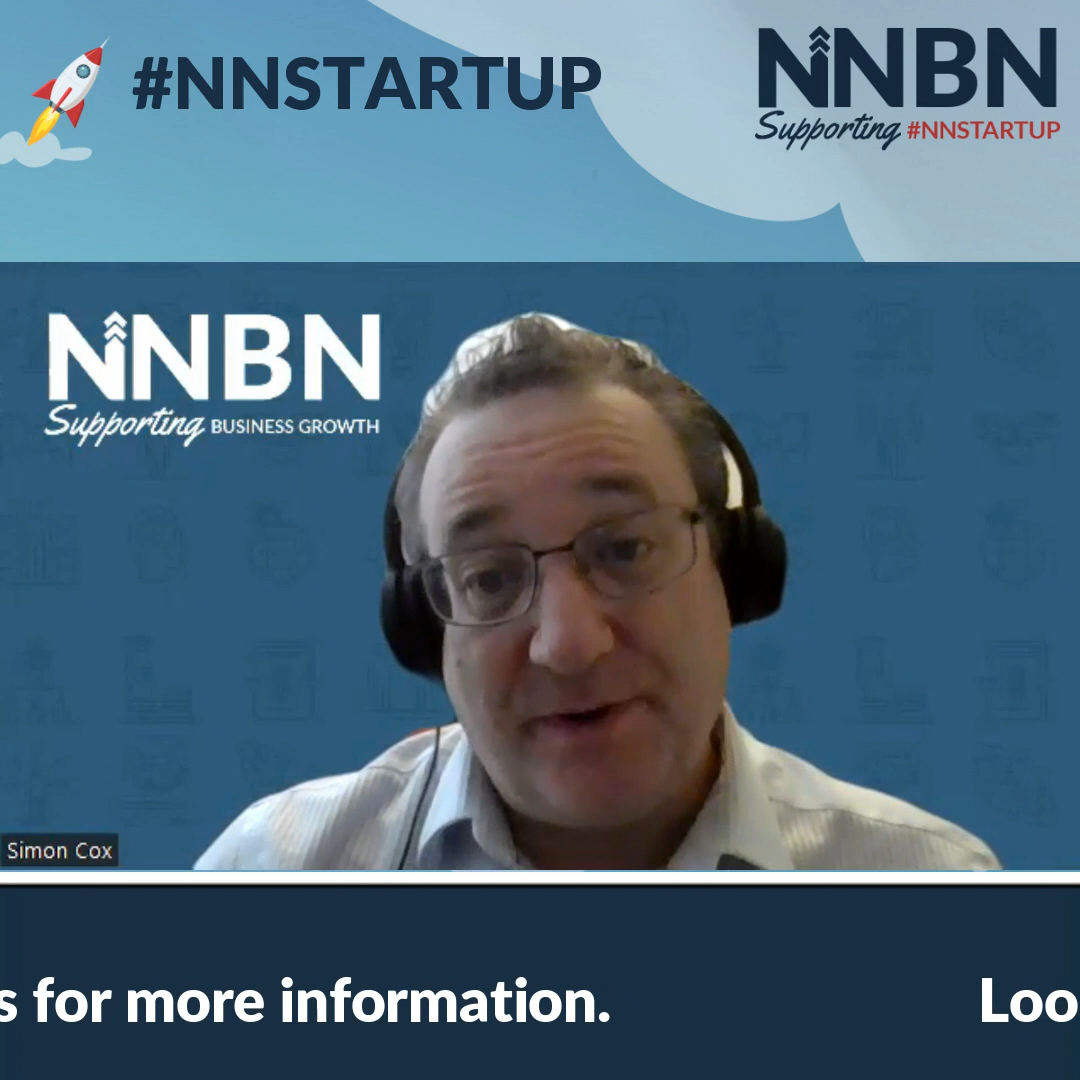 #NNSTARTUP
NNBN
Supporting #NNSTARTUP
NNBN
Supporting BUSINESS GROWTH
Simon Cox
s for more information.
Loo